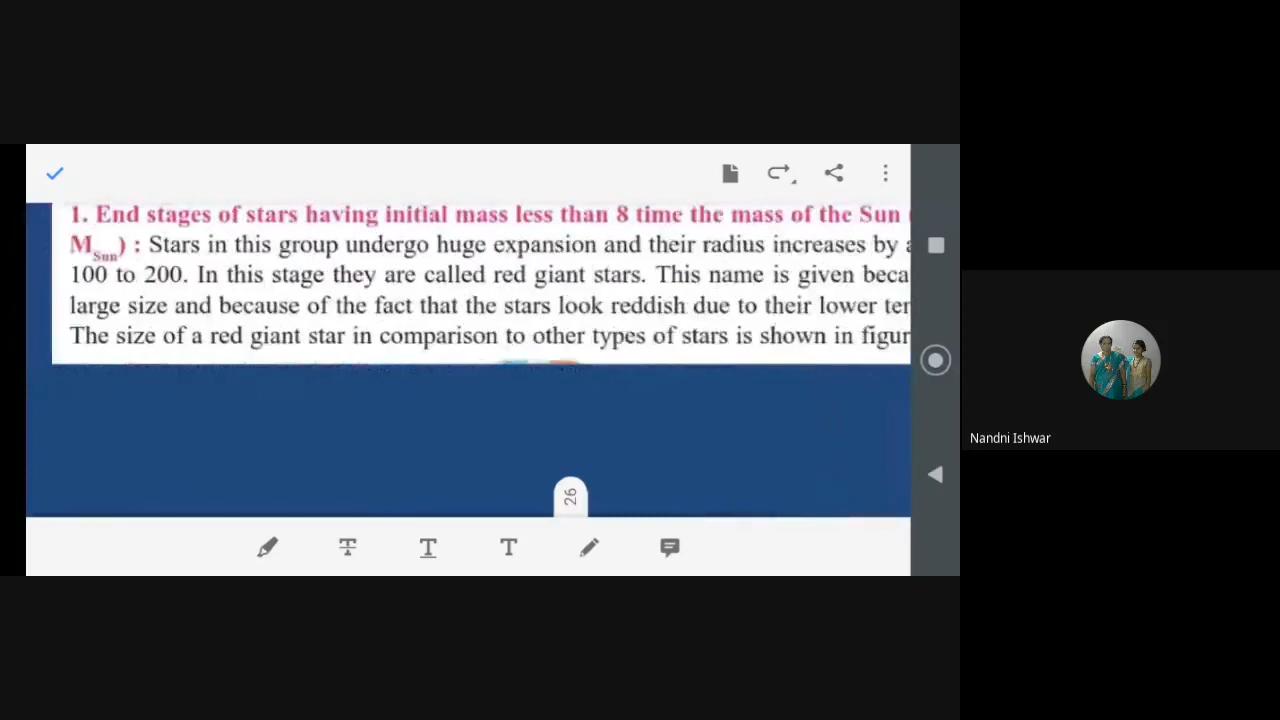 1. End stages of stars having initial mass less than 8 time the mass of the Sun
M Sun) : Stars in this group undergo huge expansion and their radius increases by
100 to 200. In this stage they are called red giant stars. This name is given
large size and because of the fact that the stars look reddish due to their lower
The size of a red giant star in comparison to other types of stars is shown in
26
T
T
T
Nandni Ishwar